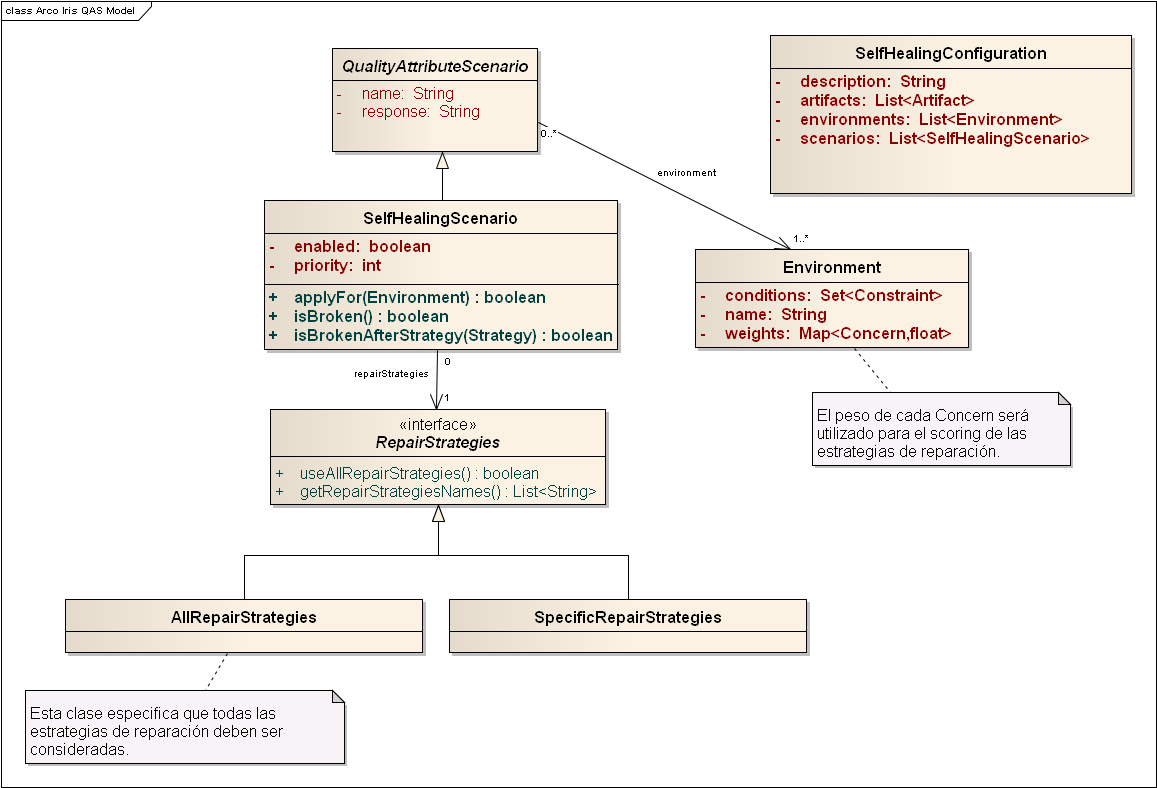 class Arco Iris QAS Model
QualityAttributeScenario
- name: String
- response: String
SelfHealingConfiguration
- description: String
- artifacts: List<Artifact>
- environments: List<Environment>
- scenarios: List<SelfHealingScenario>
0..*
environment
1..*
SelfHealingScenario
- enabled: boolean
- priority: int
+ applyFor(Environment) : boolean
+ isBroken() : boolean
+ isBrokenAfterStrategy(Strategy) : boolean
Environment
- conditions: Set<Constraint>
- name: String
- weights: Map<Concern,float>
0
repairStrategies
1
El peso de cada Concern será
utilizado para el scoring de las
estrategias de reparación.
«interface»
RepairStrategies
+ useAllRepairStrategies() : boolean
+ getRepairStrategiesNames() : List<String>
AllRepairStrategies
SpecificRepairStrategies
Esta clase especifica que todas las
estrategias de reparación deben ser
consideradas.